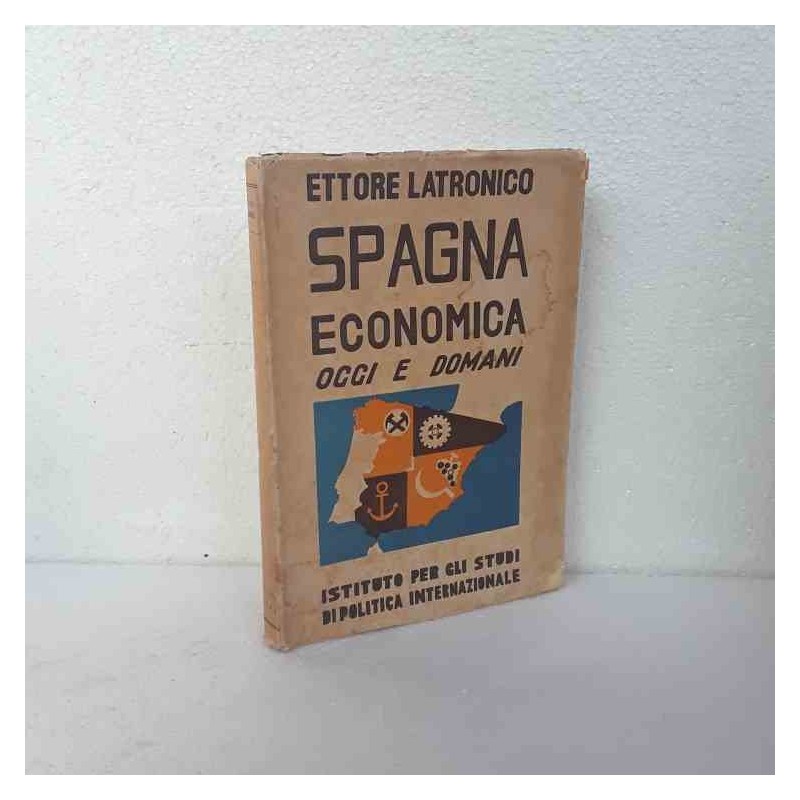 ETTORE LATRONICO
SPAGNA
ECONOMICA
OGGI E DOMANI
ISTITUTO PER GLI STUDI
DI POLITICA INTERNAZIONALE